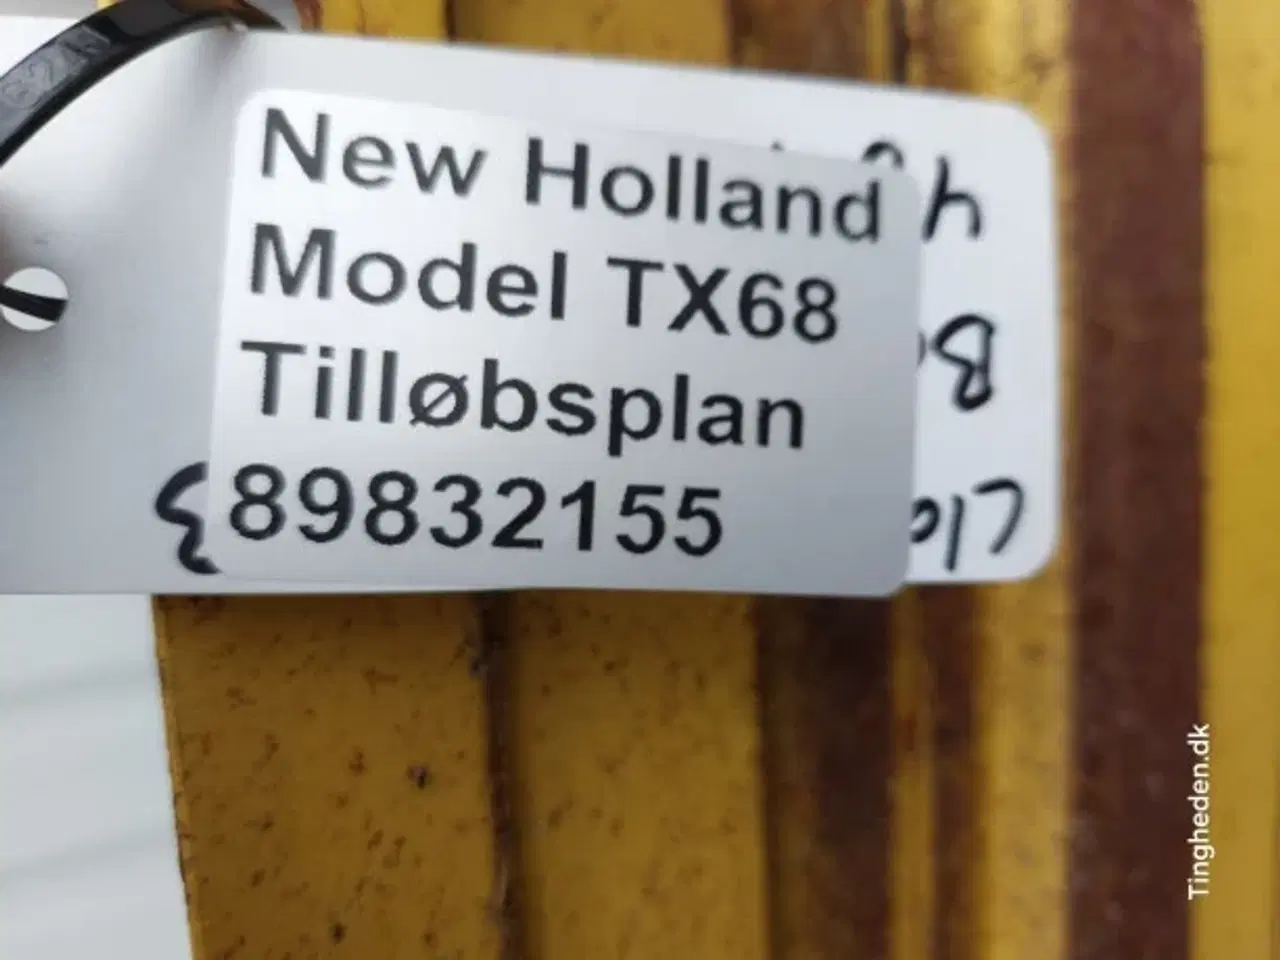 New Holland
Model TX68
Tilløbsplan
89832155
Tingheden.dk